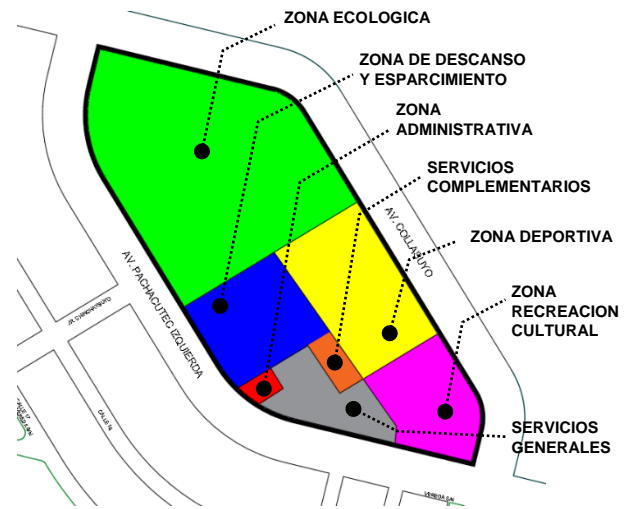 ZONA ECOLOGICA
ZONA DE DESCANSO
Y ESPARCIMIENTO
ZONA
ADMINISTRATIVA
SERVICIOS
COMPLEMENTARIOS
AV. COLLASUYO
ZONA DEPORTIVA
AV. PACHACUTEC IZQUIERDA
ZONA
RECREACION
CULTURAL
SERVICIOS
GENERALES